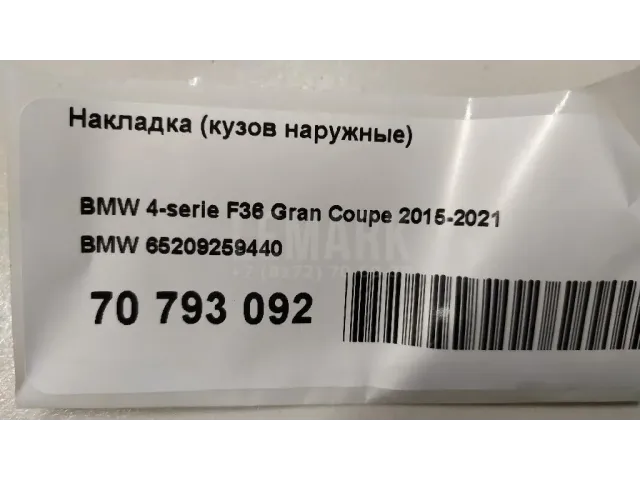 Накладка (кузов наружные)
BMW 4-serie F36 Gran Coupe 2015-2021
BMW 65209259440
70 793 092